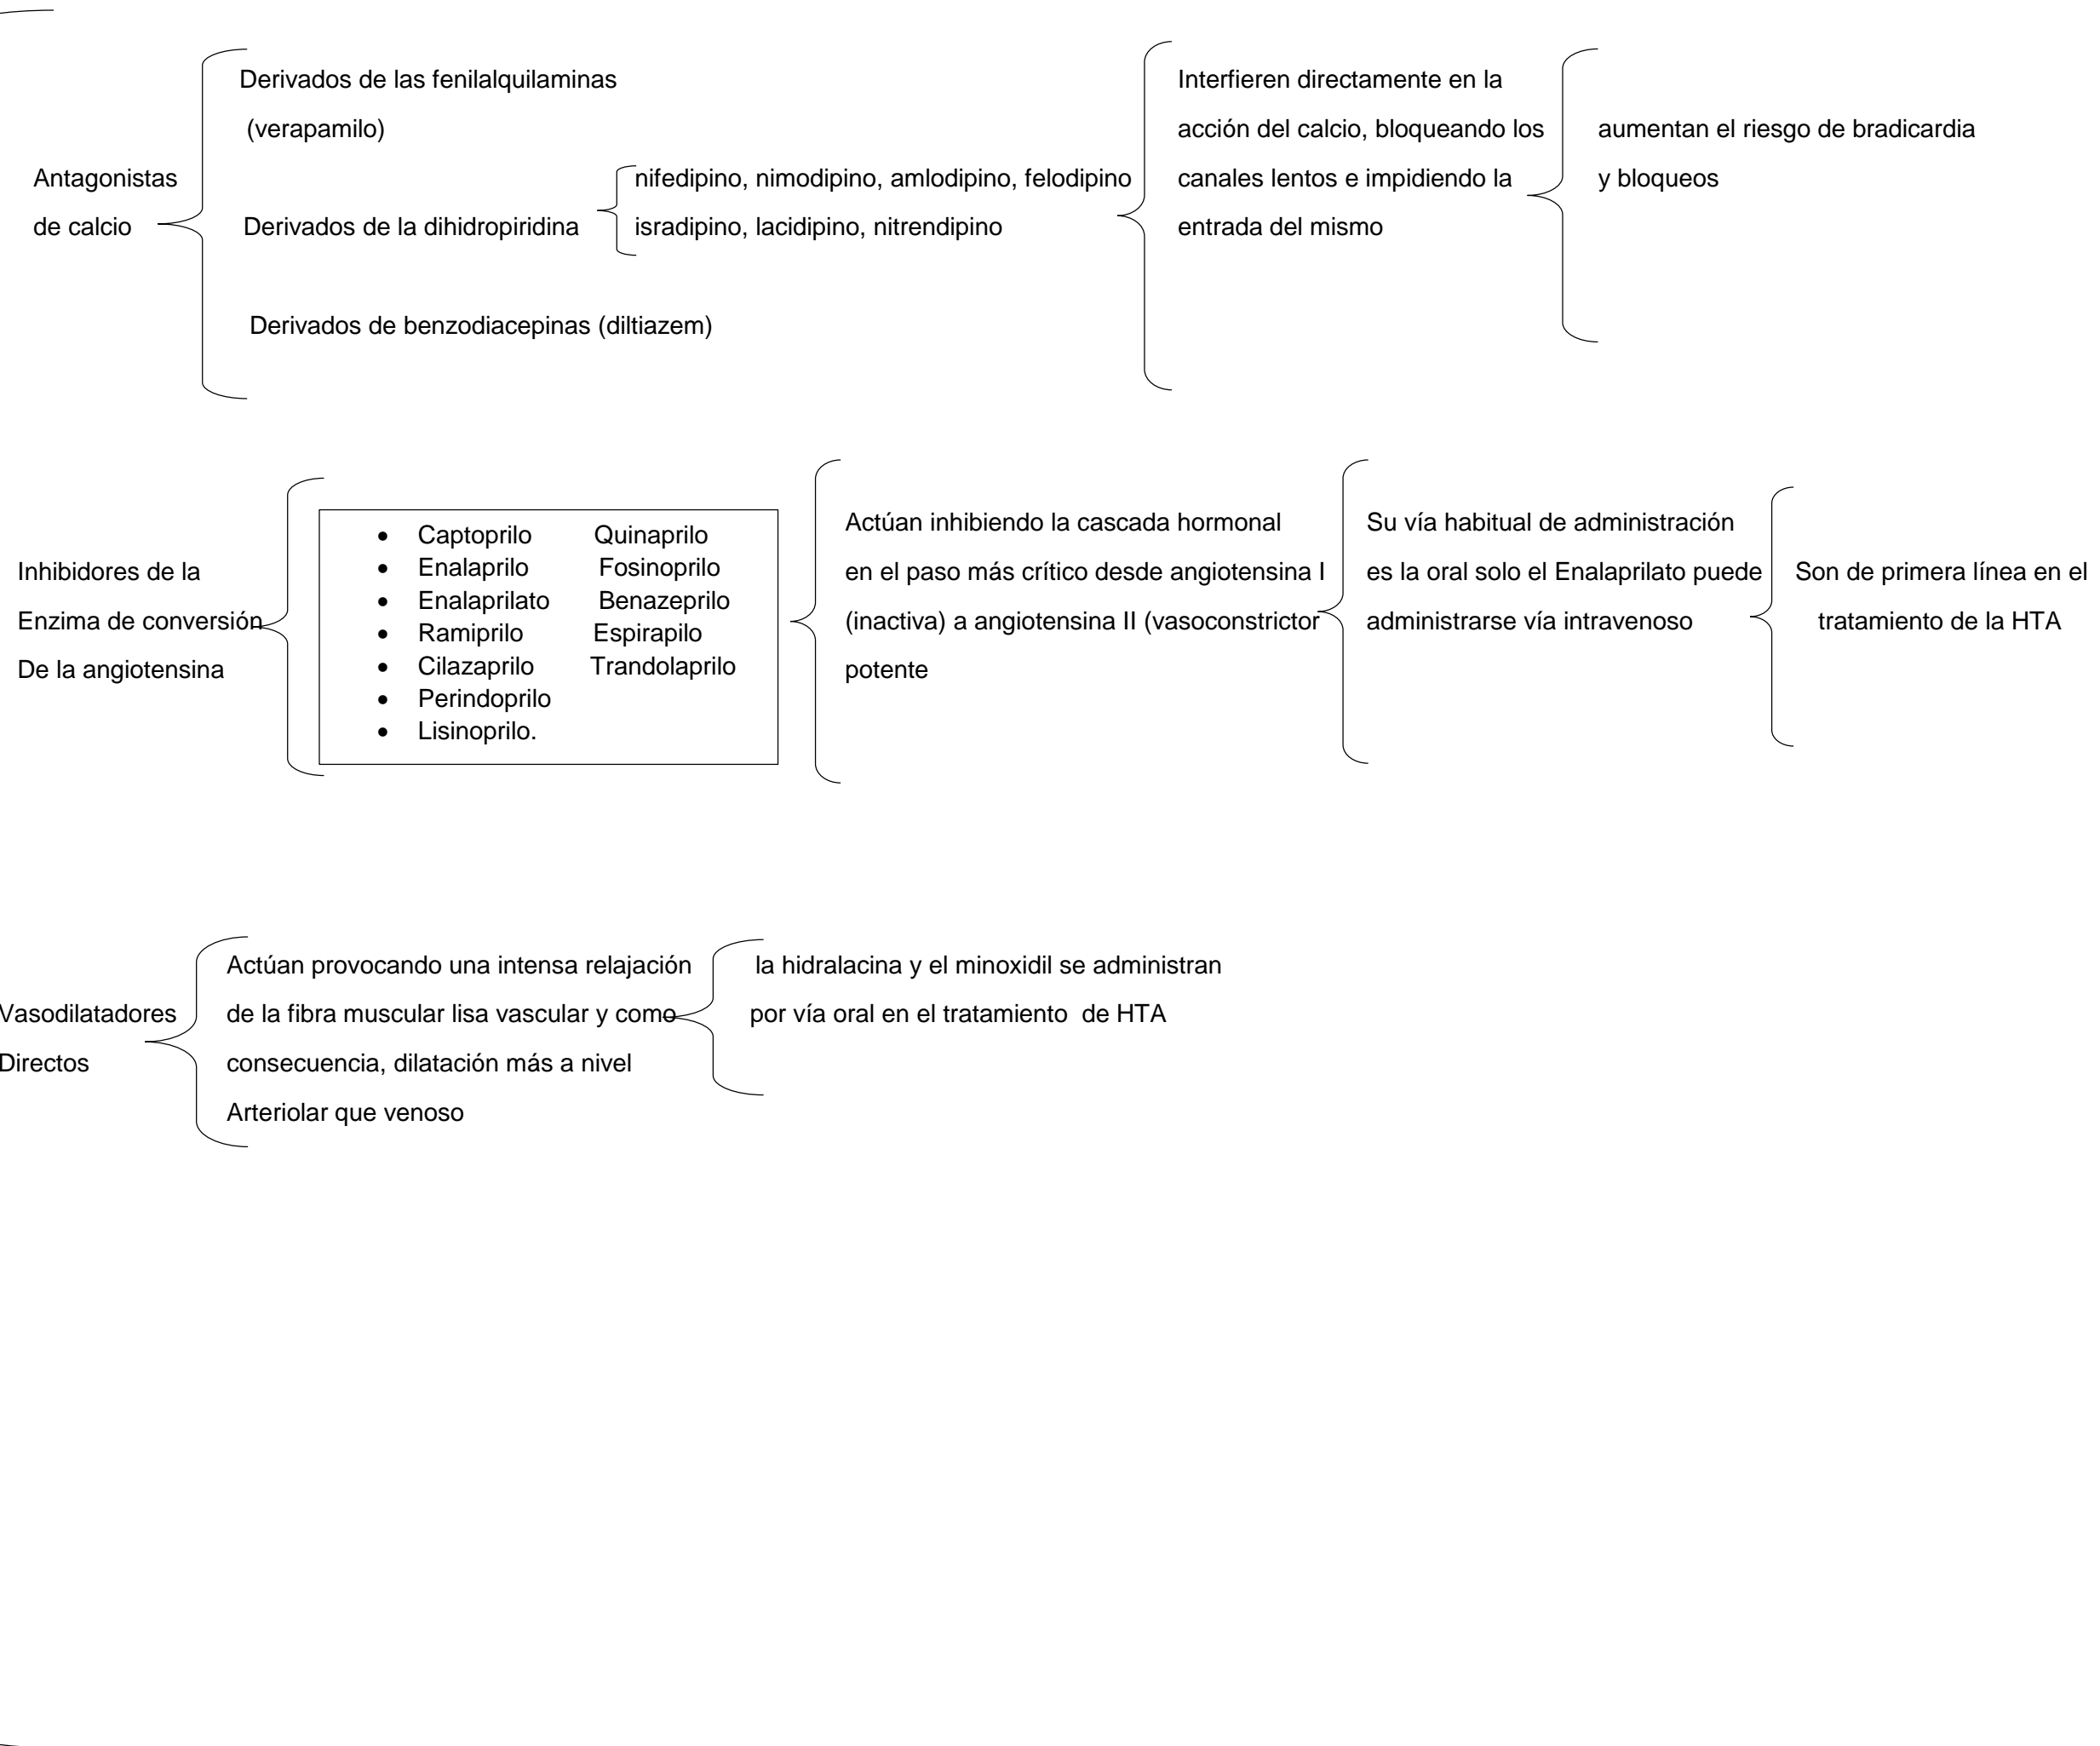 Derivados de las fenilalquilaminas
(verapamilo)
Antagonistas
de calcio
Derivados de la dihidropiridina
nifedipino, nimodipino, amlodipino, felodipino
isradipino, lacidipino, nitrendipino
Derivados de benzodiacepinas (diltiazem)
Interfieren directamente en la
acción del calcio, bloqueando los
canales lentos e impidiendo la
entrada del mismo
aumentan el riesgo de bradicardia
y bloqueos
Inhibidores de la
Enzima de conversión
De la angiotensina
• Captoprilo Quinaprilo
• Enalaprilo Fosinoprilo
• Enalaprilato Benazeprilo
• Ramiprilo Espirapilo
• Cilazaprilo Trandolaprilo
• Perindoprilo
• Lisinoprilo.
Actúan inhibiendo la cascada hormonal
en el paso más crítico desde angiotensina I
(inactiva) a angiotensina II (vasoconstrictor
potente
Su vía habitual de administración
es la oral solo el Enalaprilato puede
administrarse vía intravenoso
Son de primera línea en el
tratamiento de la HTA
Vasodilatadores
Directos
Actúan provocando una intensa relajación
de la fibra muscular lisa vascular y como
consecuencia, dilatación más a nivel
Arteriolar que venoso
la hidralacina y el minoxidil se administran
por vía oral en el tratamiento de HTA